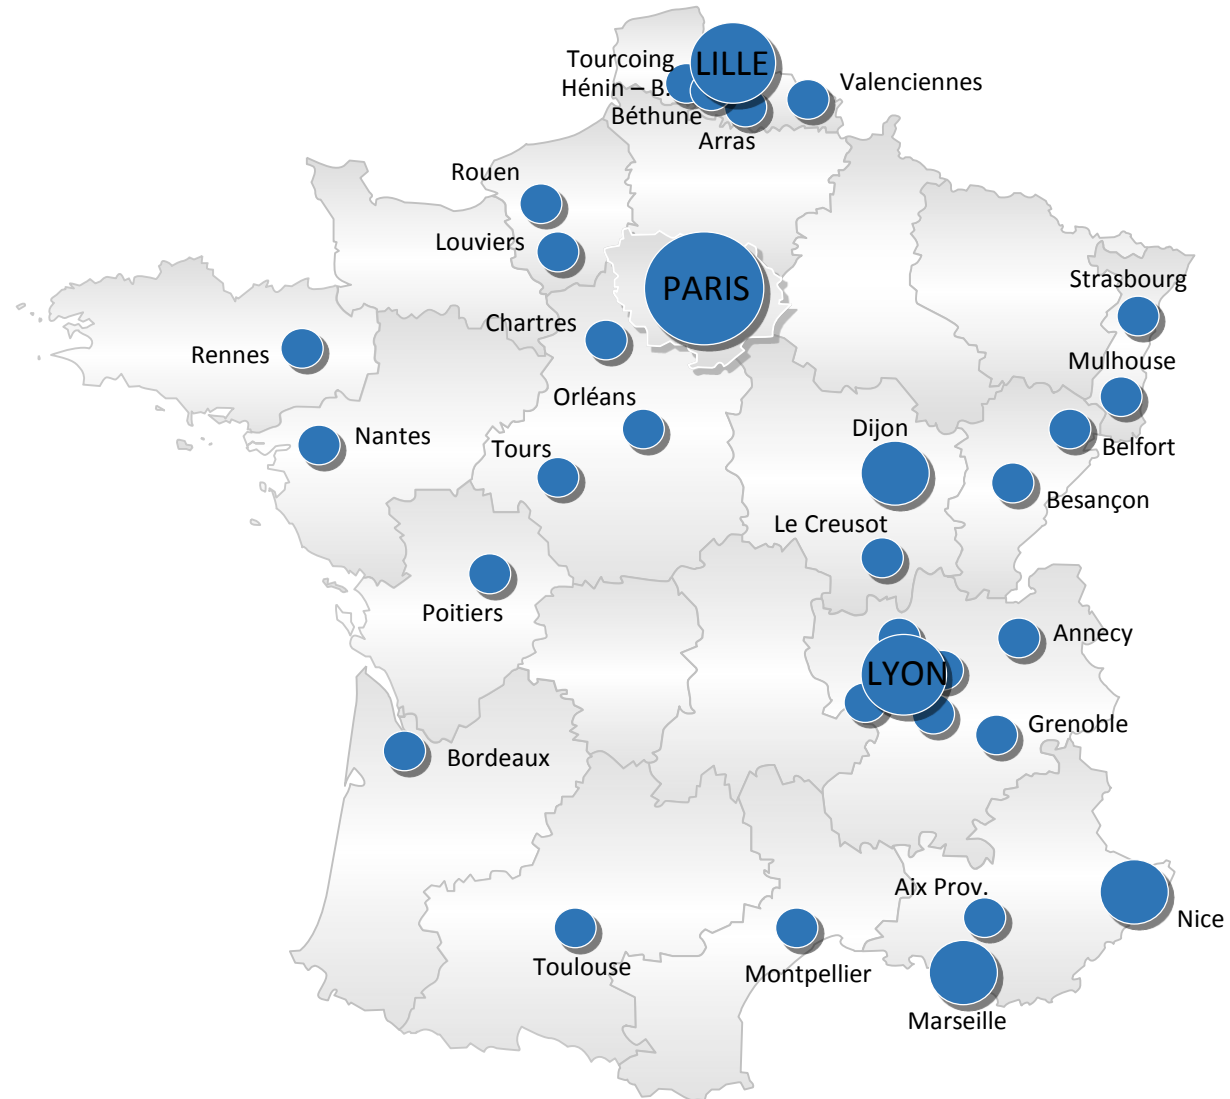 LILLE
Tourcoing
Hénin – B.
Béthune
Valenciennes
Arras
Rouen
Louviers
PARIS
Strasbourg
Chartres
Rennes
Mulhouse
Orléans
Nantes
Dijon
Belfort
Tours
Besançon
Le Creusot
Poitiers
Annecy
LYON
Grenoble
Bordeaux
Aix Prov.
Nice
Toulouse
Montpellier
Marseille